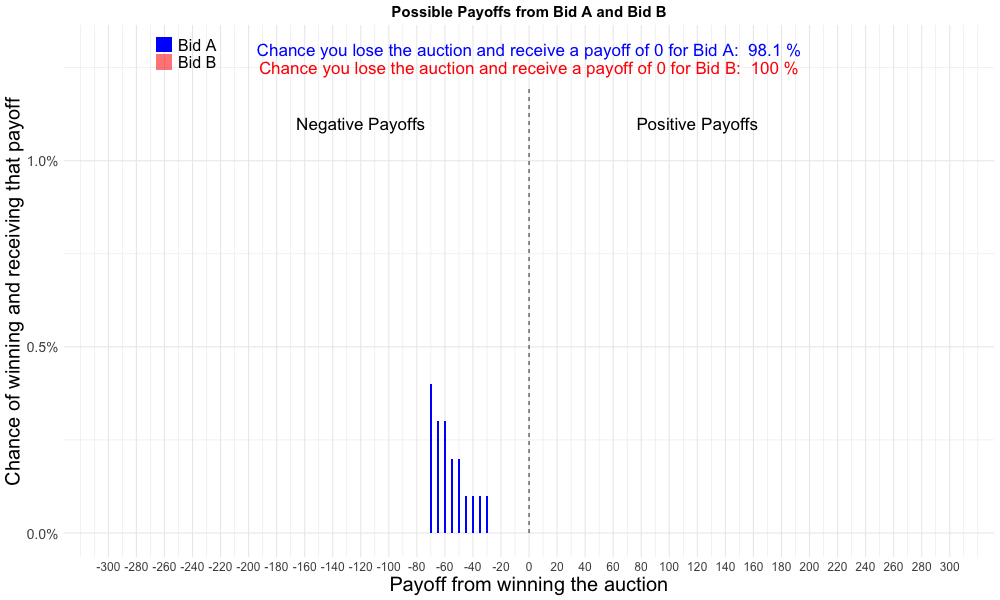 Possible Payoffs from Bid A and Bid B
Bid A
Bid B
Chance you lose the auction and receive a payoff of 0 for Bid A:  98.1 %
Chance you lose the auction and receive a payoff of 0 for Bid B:  100 %
Negative Payoffs
Positive Payoffs
Chance of winning and receiving that payoff
1.0%
0.5%
0.0%
-300 -280 -260 -240 -220 -200 -180 -160 -140 -120 -100 -80 -60 -40 -20 0 20 40 60 80 100 120 140 160 180 200 220 240 260 280 300
Payoff from winning the auction